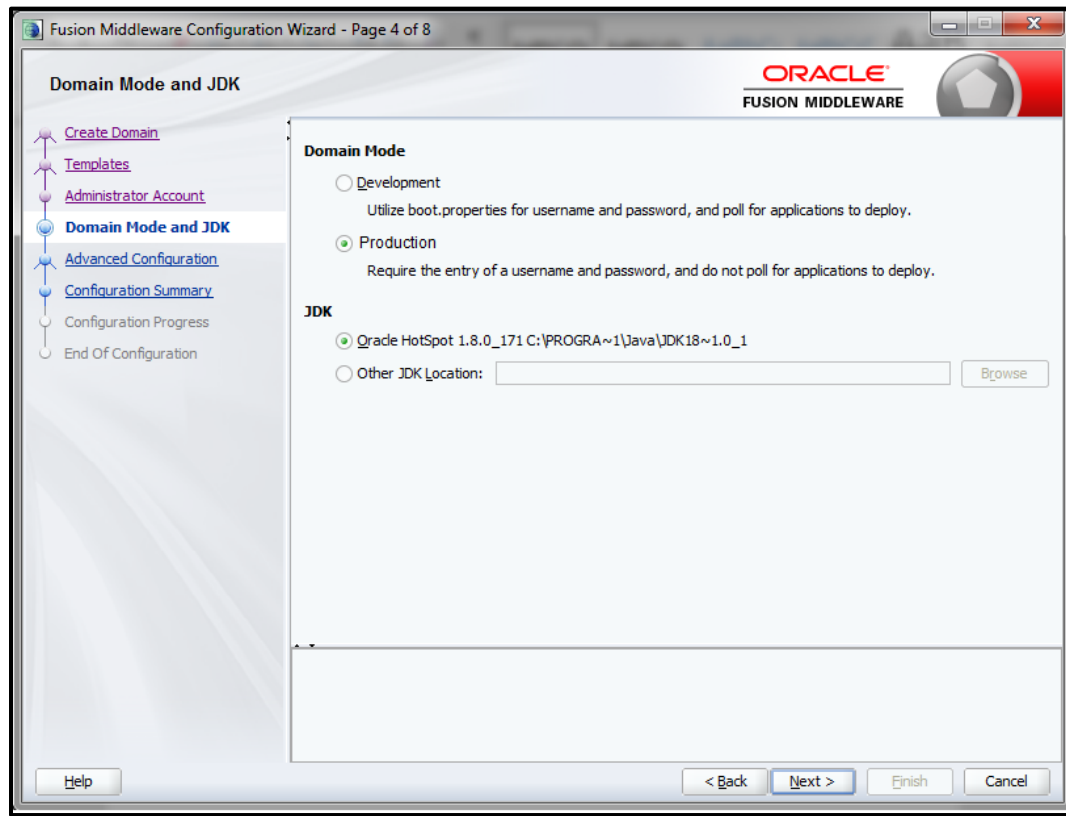 Fusion Middleware Configuration Wizard - Page 4 of 8
Domain Mode and JDK
ORACLE
FUSION MIDDLEWARE
Create Domain
Templates
Administrator Account
Domain Mode and JDK
Advanced Configuration
Configuration Summary
Configuration Progress
End Of Configuration
Domain Mode
Development
Utilize boot.properties for username and password, and poll for applications to deploy.
Production
Require the entry of a username and password, and do not poll for applications to deploy.
JDK
Oracle HotSpot 1.8.0_171 C:\PROGRA~1\Java\JDK18~1.0_1
Other JDK Location:
Browse
Help
< Back
Next >
Finish
Cancel